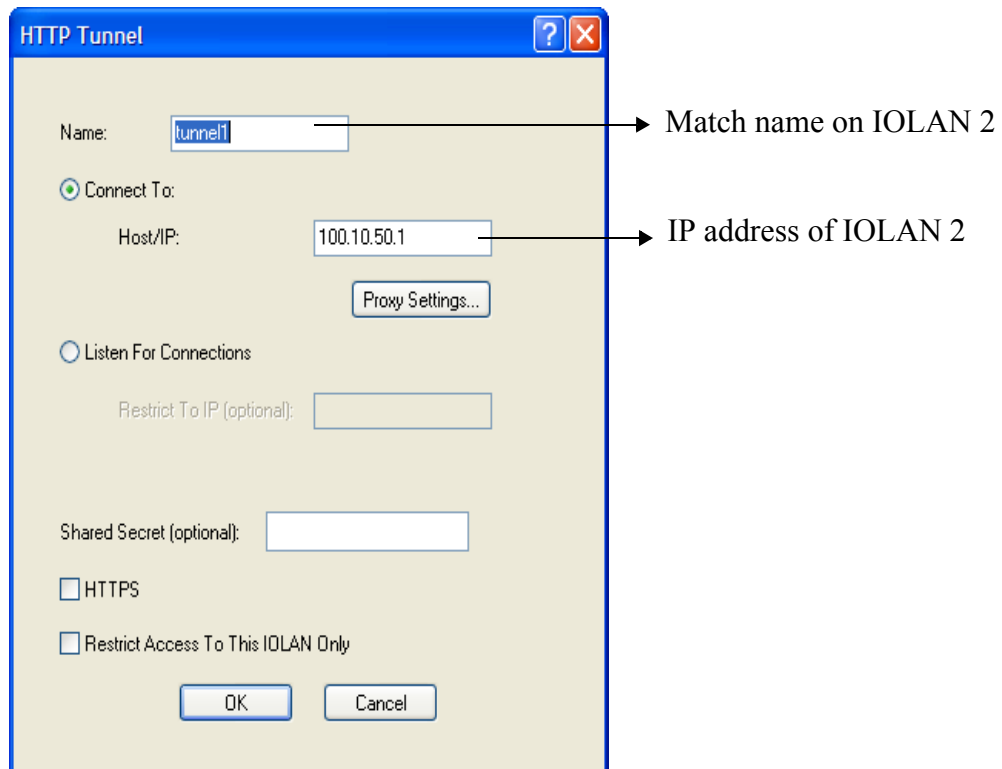 HTTP Tunnel
Name: tunnel1 Match name on IOLAN 2
Connect To:
Host/IP: 100.10.50.1 IP address of IOLAN 2
Proxy Settings...
Listen For Connections
Restrict To IP (optional):
Shared Secret (optional):
HTTPS
Restrict Access To This IOLAN Only
OK Cancel